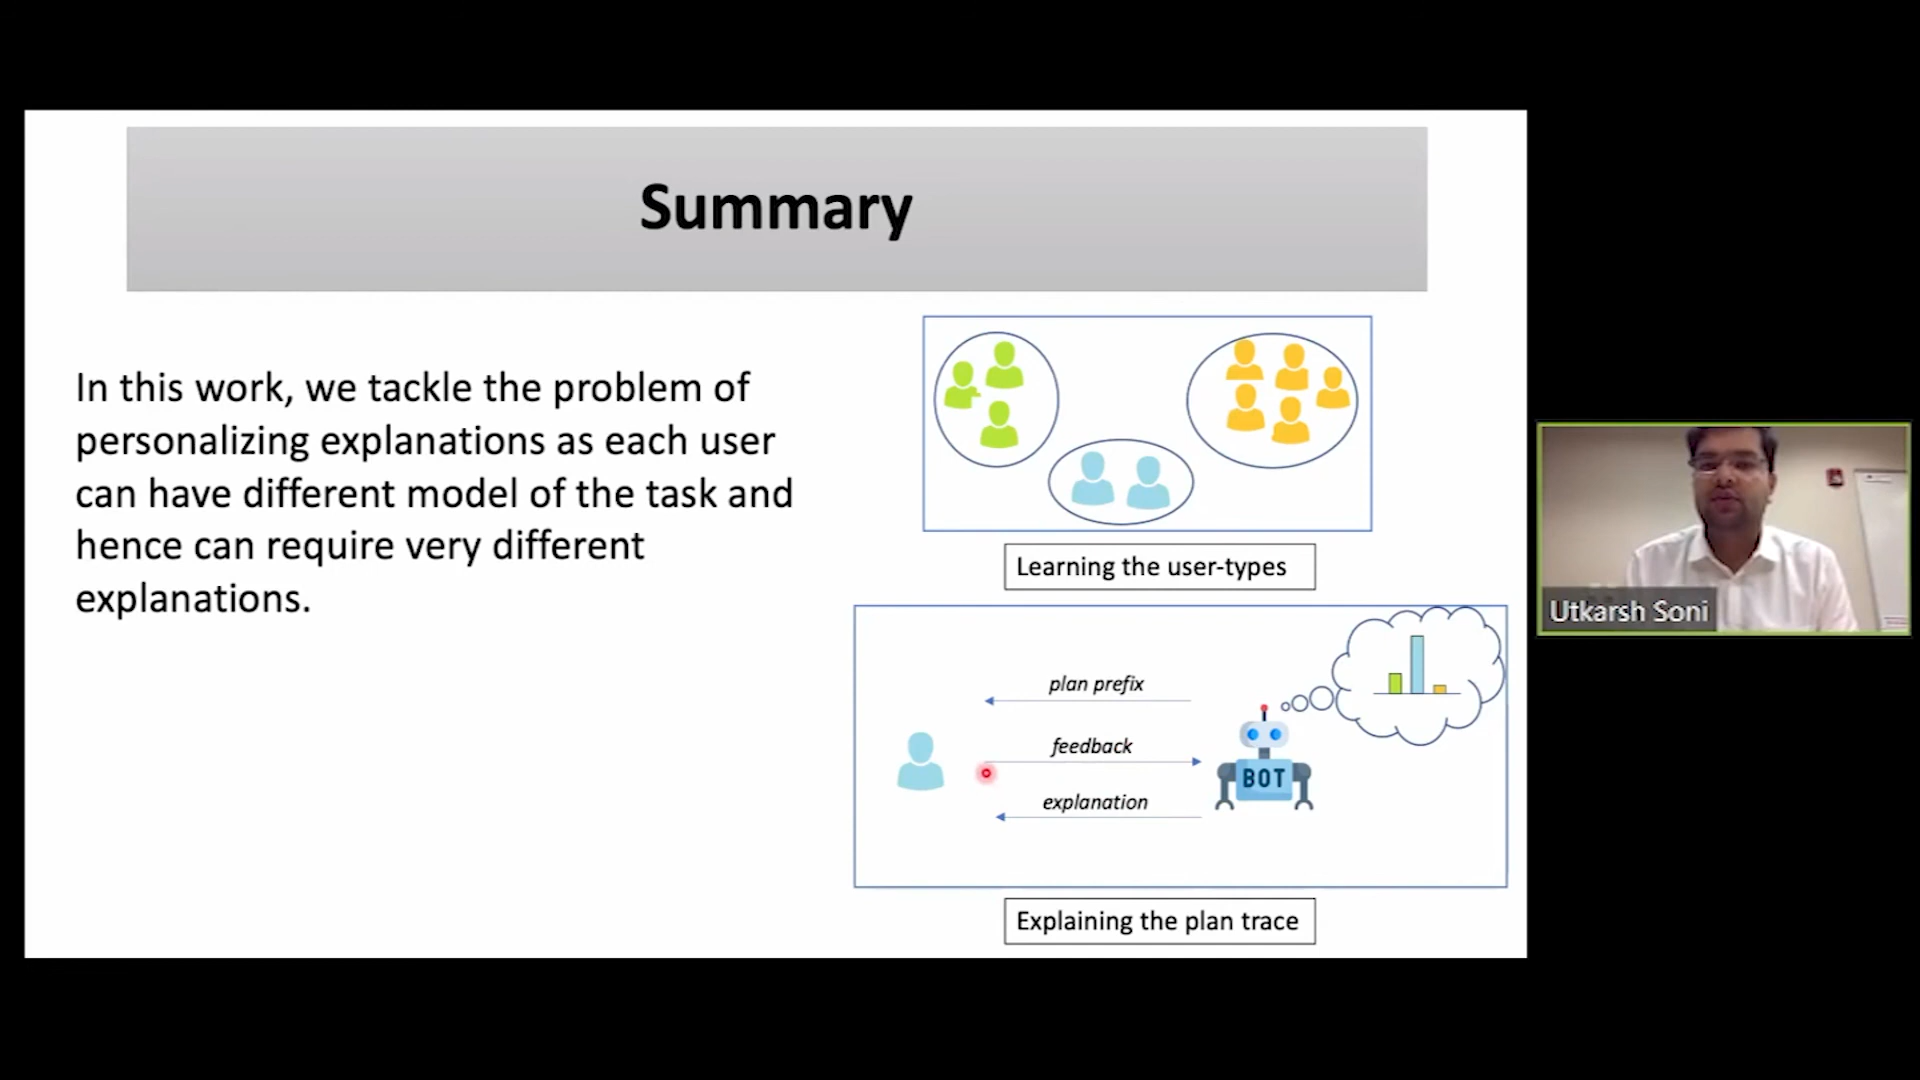 Summary
In this work, we tackle the problem of
personalizing explanations as each user
can have different model of the task and
hence can require very different
explanations.
Learning the user-types
plan prefix
feedback
explanation
BOT
Explaining the plan trace
Utkarsh Soni